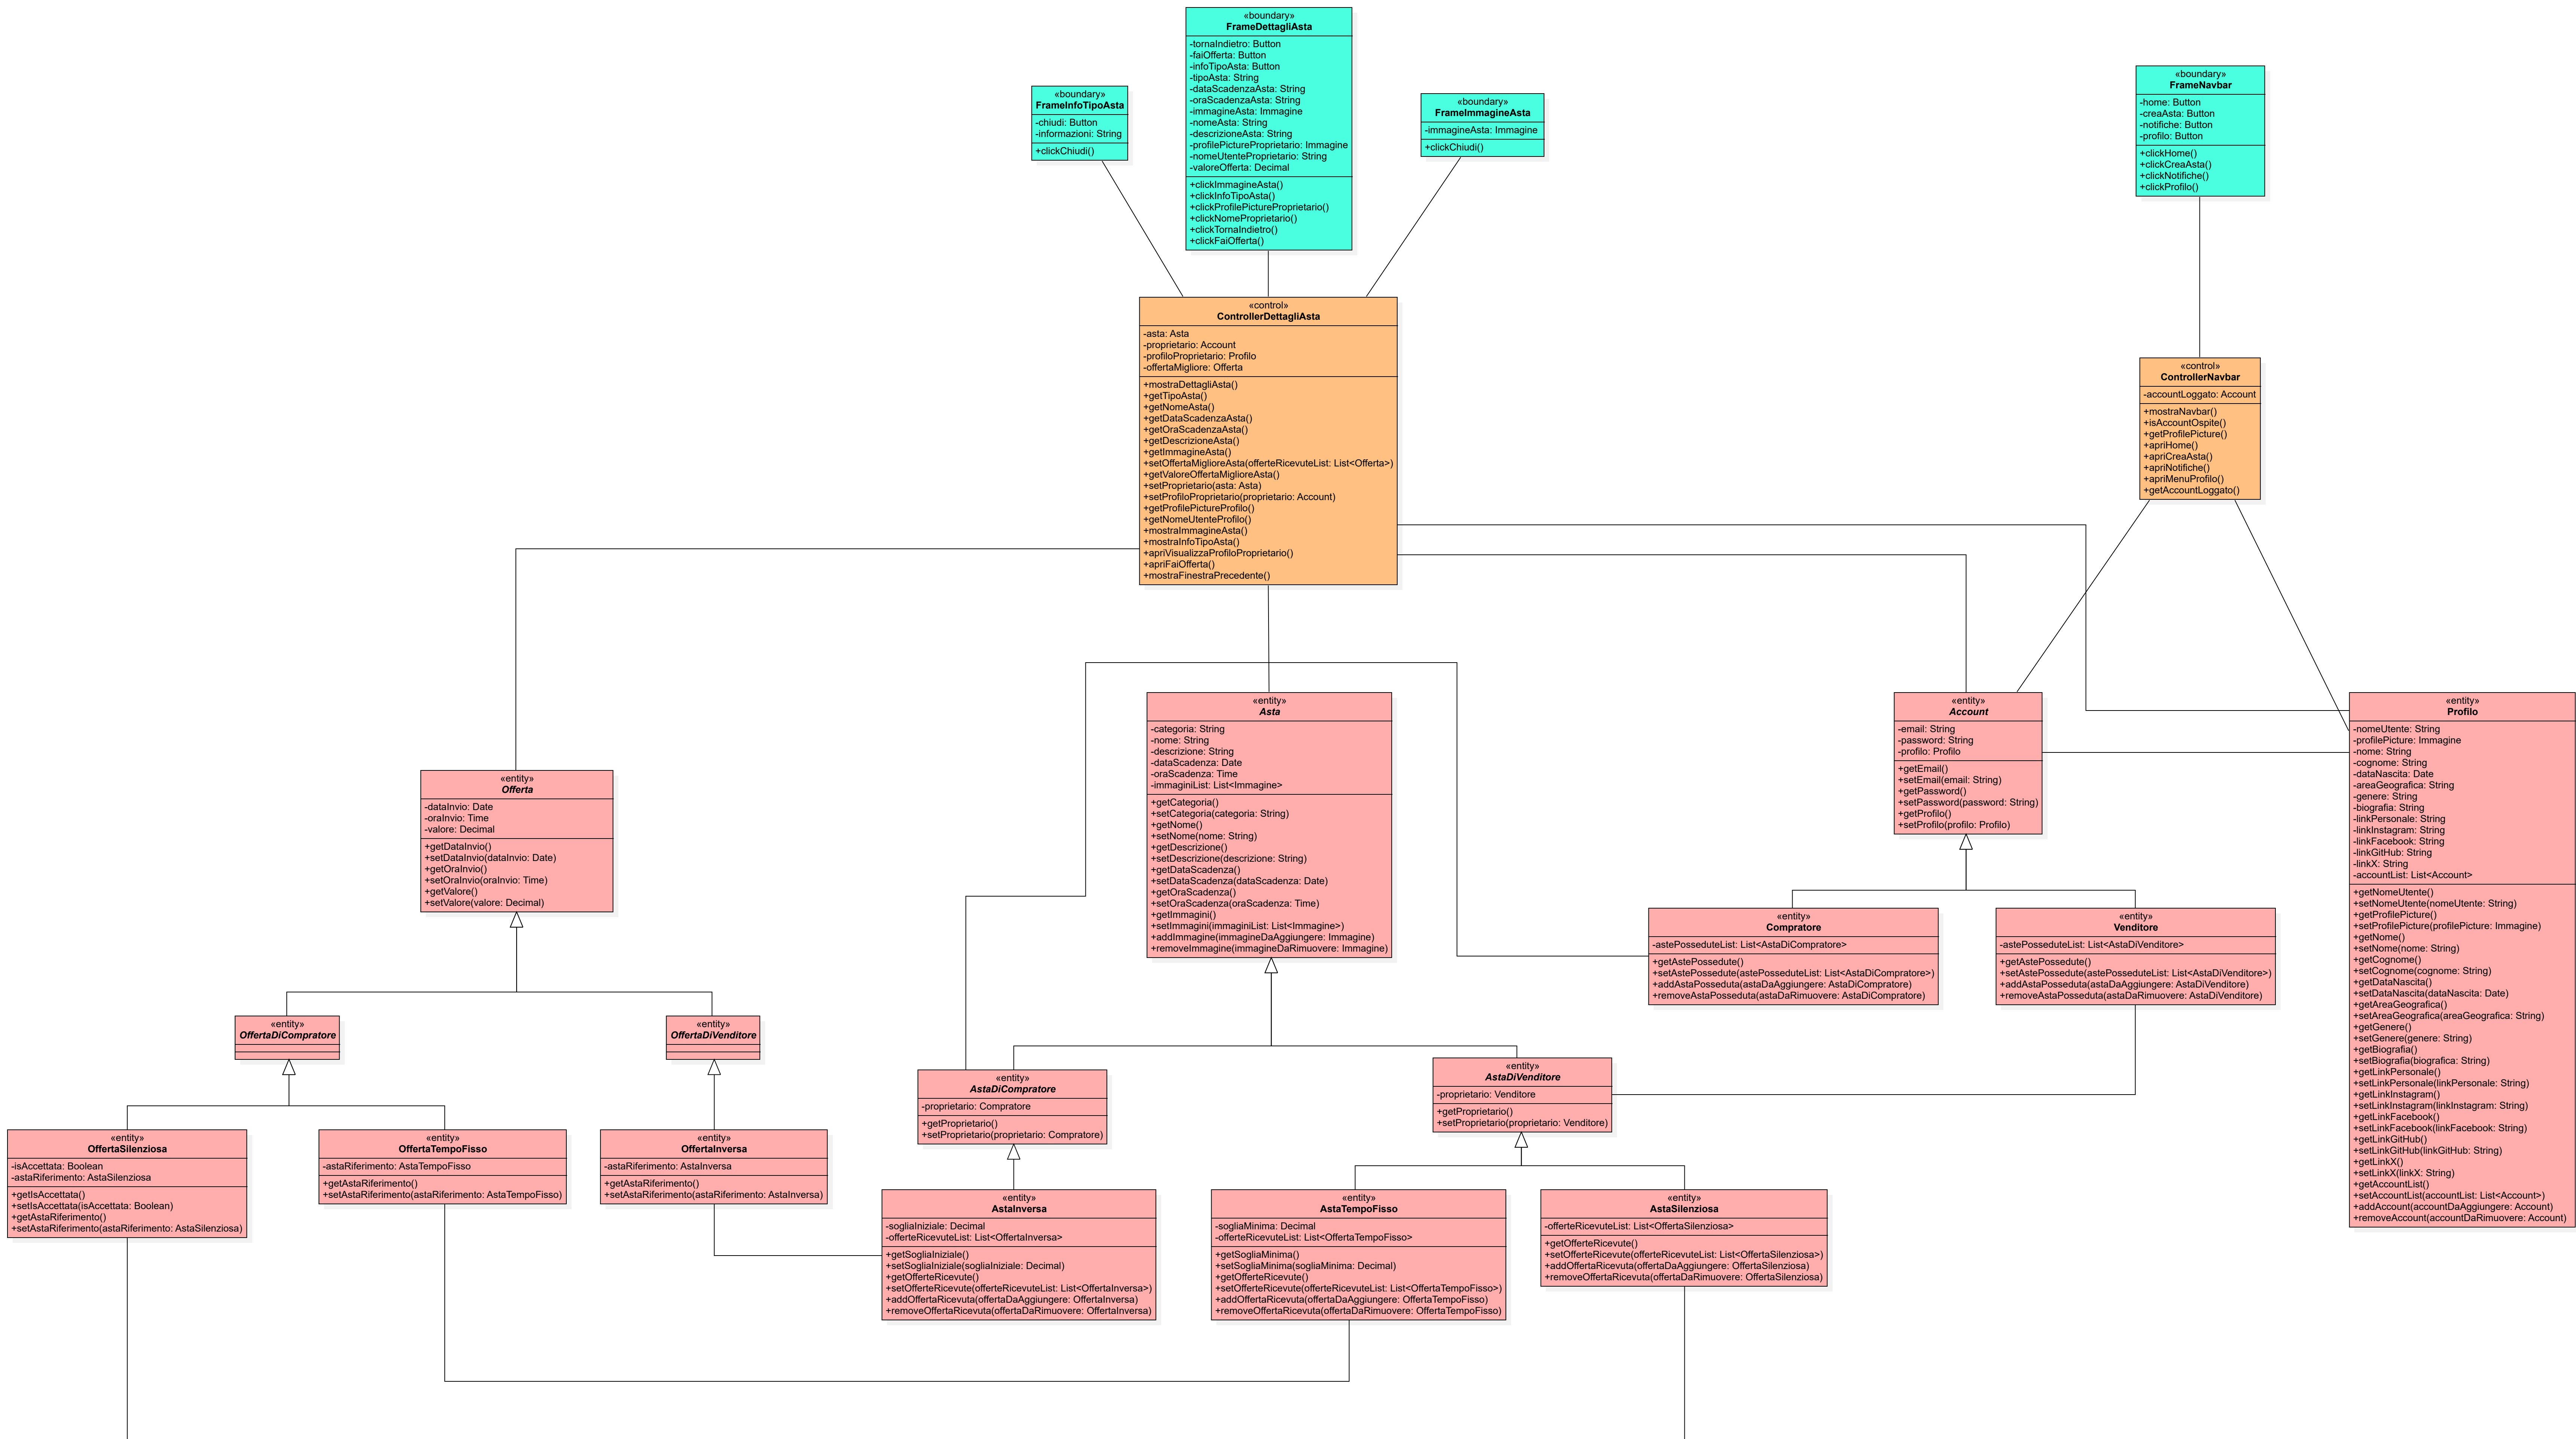 «boundary»
FrameDettagliAsta
-tornaIndietro: Button
-faiOfferta: Button
-infoTipoAsta: Button
-tipoAsta: String
-dataScadenzaAsta: String
-oraScadenzaAsta: String
-immagineAsta: Immagine
-nomeAsta: String
-descrizioneAsta: String
-profilePictureProprietario: Immagine
-nomeUtenteProprietario: String
-valoreOfferta: Decimal
+clickImmagineAsta()
+clickInfoTipoAsta()
+clickProfilePictureProprietario()
+clickNomeProprietario()
+clickTornaIndietro()
+clickFaiOfferta()
«boundary»
FrameInfoTipoAsta
-chiudi: Button
-informazioni: String
+clickChiudi()
«boundary»
FrameImmagineAsta
-immagineAsta: Immagine
+clickChiudi()
«boundary»
FrameNavbar
-home: Button
-creaAsta: Button
-notifiche: Button
-profilo: Button
+clickHome()
+clickCreaAsta()
+clickNotifiche()
+clickProfilo()
«control»
ControllerDettagliAsta
-asta: Asta
-proprietario: Account
-profiloProprietario: Profilo
-offertaMigliore: Offerta
+mostraDettagliAsta()
+getTipoAsta()
+getNomeAsta()
+getDataScadenzaAsta()
+getOraScadenzaAsta()
+getDescrizioneAsta()
+getImmagineAsta()
+setOffertaMiglioreAsta(offerteRicevuteList: List<Offerta>)
+getValoreOffertaMiglioreAsta()
+setProprietario(asta: Asta)
+setProfiloProprietario(proprietario: Account)
+getProfilePictureProfilo()
+getNomeUtenteProfilo()
+mostraImmagineAsta()
+mostraInfoTipoAsta()
+apriVisualizzaProfiloProprietario()
+apriFaiOfferta()
+mostraFinestraPrecedente()
«control»
ControllerNavbar
-accountLoggato: Account
+mostraNavbar()
+isAccountOspite()
+getProfilePicture()
+apriHome()
+apriCreaAsta()
+apriNotifiche()
+apriMenuProfilo()
+getAccountLoggato()
«entity»
Asta
-categoria: String
-nome: String
-descrizione: String
-dataScadenza: Date
-oraScadenza: Time
-immaginiList: List<Immagine>
+getCategoria()
+setCategoria(categoria: String)
+getNome()
+setNome(nome: String)
+getDescrizione()
+setDescrizione(descrizione: String)
+getDataScadenza()
+setDataScadenza(dataScadenza: Date)
+getOraScadenza()
+setOraScadenza(oraScadenza: Time)
+getImmagini()
+setImmagini(immaginiList: List<Immagine>)
+addImmagine(immagineDaAggiungere: Immagine)
+removeImmagine(immagineDaRimuovere: Immagine)
«entity»
Account
-email: String
-password: String
-profilo: Profilo
+getEmail()
+setEmail(email: String)
+getPassword()
+setPassword(password: String)
+getProfilo()
+setProfilo(profilo: Profilo)
«entity»
Profilo
-nomeUtente: String
-profilePicture: Immagine
-nome: String
-cognome: String
-dataNascita: Date
-areaGeografica: String
-genere: String
-biografia: String
-linkPersonale: String
-linkInstagram: String
-linkFacebook: String
-linkGitHub: String
-linkX: String
-accountList: List<Account>
+getNomeUtente()
+setNomeUtente(nomeUtente: String)
+getProfilePicture()
+setProfilePicture(profilePicture: Immagine)
+getNome()
+setNome(nome: String)
+getCognome()
+setCognome(cognome: String)
+getDataNascita()
+setDataNascita(dataNascita: Date)
+getAreaGeografica()
+setAreaGeografica(areaGeografica: String)
+getGenere()
+setGenere(genere: String)
+getBiografia()
+setBiografia(biografica: String)
+getLinkPersonale()
+setLinkPersonale(linkPersonale: String)
+getLinkInstagram()
+setLinkInstagram(linkInstagram: String)
+getLinkFacebook()
+setLinkFacebook(linkFacebook: String)
+getLinkGitHub()
+setLinkGitHub(linkGitHub: String)
+getLinkX()
+setLinkX(linkX: String)
+getAccountList()
+setAccountList(accountList: List<Account>)
+addAccount(accountDaAggiungere: Account)
+removeAccount(accountDaRimuovere: Account)
«entity»
Offerta
-dataInvio: Date
-oraInvio: Time
-valore: Decimal
+getDataInvio()
+setDataInvio(dataInvio: Date)
+getOraInvio()
+setOraInvio(oraInvio: Time)
+getValore()
+setValore(valore: Decimal)
«entity»
Compratore
-astePosseduteList: List<AstaDiCompratore>
+getAstePossedute()
+setAstePossedute(astePosseduteList: List<AstaDiCompratore>)
+addAstaPosseduta(astaDaAggiungere: AstaDiCompratore)
+removeAstaPosseduta(astaDaRimuovere: AstaDiCompratore)
«entity»
Venditore
-astePosseduteList: List<AstaDiVenditore>
+getAstePossedute()
+setAstePossedute(astePosseduteList: List<AstaDiVenditore>)
+addAstaPosseduta(astaDaAggiungere: AstaDiVenditore)
+removeAstaPosseduta(astaDaRimuovere: AstaDiVenditore)
«entity»
OffertaDiCompratore
«entity»
OffertaDiVenditore
«entity»
AstaDiCompratore
-proprietario: Compratore
+getProprietario()
+setProprietario(proprietario: Compratore)
«entity»
AstaDiVenditore
-proprietario: Venditore
+getProprietario()
+setProprietario(proprietario: Venditore)
«entity»
OffertaSilenziosa
-isAccettata: Boolean
-astaRiferimento: AstaSilenziosa
+getIsAccettata()
+setIsAccettata(isAccettata: Boolean)
+getAstaRiferimento()
+setAstaRiferimento(astaRiferimento: AstaSilenziosa)
«entity»
OffertaTempoFisso
-astaRiferimento: AstaTempoFisso
+getAstaRiferimento()
+setAstaRiferimento(astaRiferimento: AstaTempoFisso)
«entity»
OffertaInversa
-astaRiferimento: AstaInversa
+getAstaRiferimento()
+setAstaRiferimento(astaRiferimento: AstaInversa)
«entity»
AstaInversa
-sogliaIniziale: Decimal
-offerteRicevuteList: List<OffertaInversa>
+getSogliaIniziale()
+setSogliaIniziale(sogliaIniziale: Decimal)
+getOfferteRicevute()
+setOfferteRicevute(offerteRicevuteList: List<OffertaInversa>)
+addOffertaRicevuta(offertaDaAggiungere: OffertaInversa)
+removeOffertaRicevuta(offertaDaRimuovere: OffertaInversa)
«entity»
AstaTempoFisso
-sogliaMinima: Decimal
-offerteRicevuteList: List<OffertaTempoFisso>
+getSogliaMinima()
+setSogliaMinima(sogliaMinima: Decimal)
+getOfferteRicevute()
+setOfferteRicevute(offerteRicevuteList: List<OffertaTempoFisso>)
+addOffertaRicevuta(offertaDaAggiungere: OffertaTempoFisso)
+removeOffertaRicevuta(offertaDaRimuovere: OffertaTempoFisso)
«entity»
AstaSilenziosa
-offerteRicevuteList: List<OffertaSilenziosa>
+getOfferteRicevute()
+setOfferteRicevute(offerteRicevuteList: List<OffertaSilenziosa>)
+addOffertaRicevuta(offertaDaAggiungere: OffertaSilenziosa)
+removeOffertaRicevuta(offertaDaRimuovere: OffertaSilenziosa)